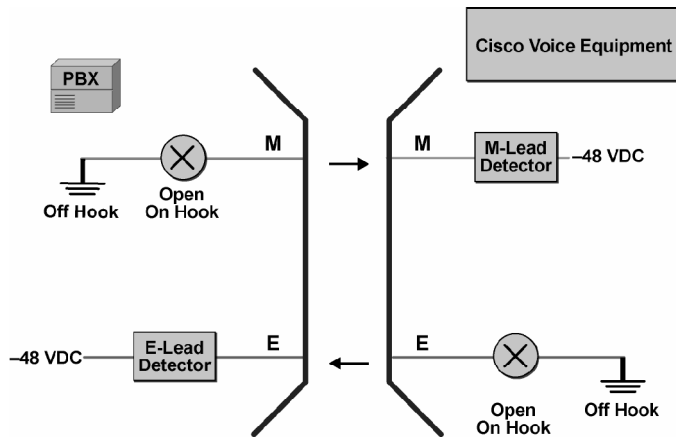 Cisco Voice Equipment
PBX
M
M
M-Lead
Detector
–48 VDC
Off Hook
Open
On Hook
E
E
–48 VDC
E-Lead
Detector
Open
On Hook
Off Hook